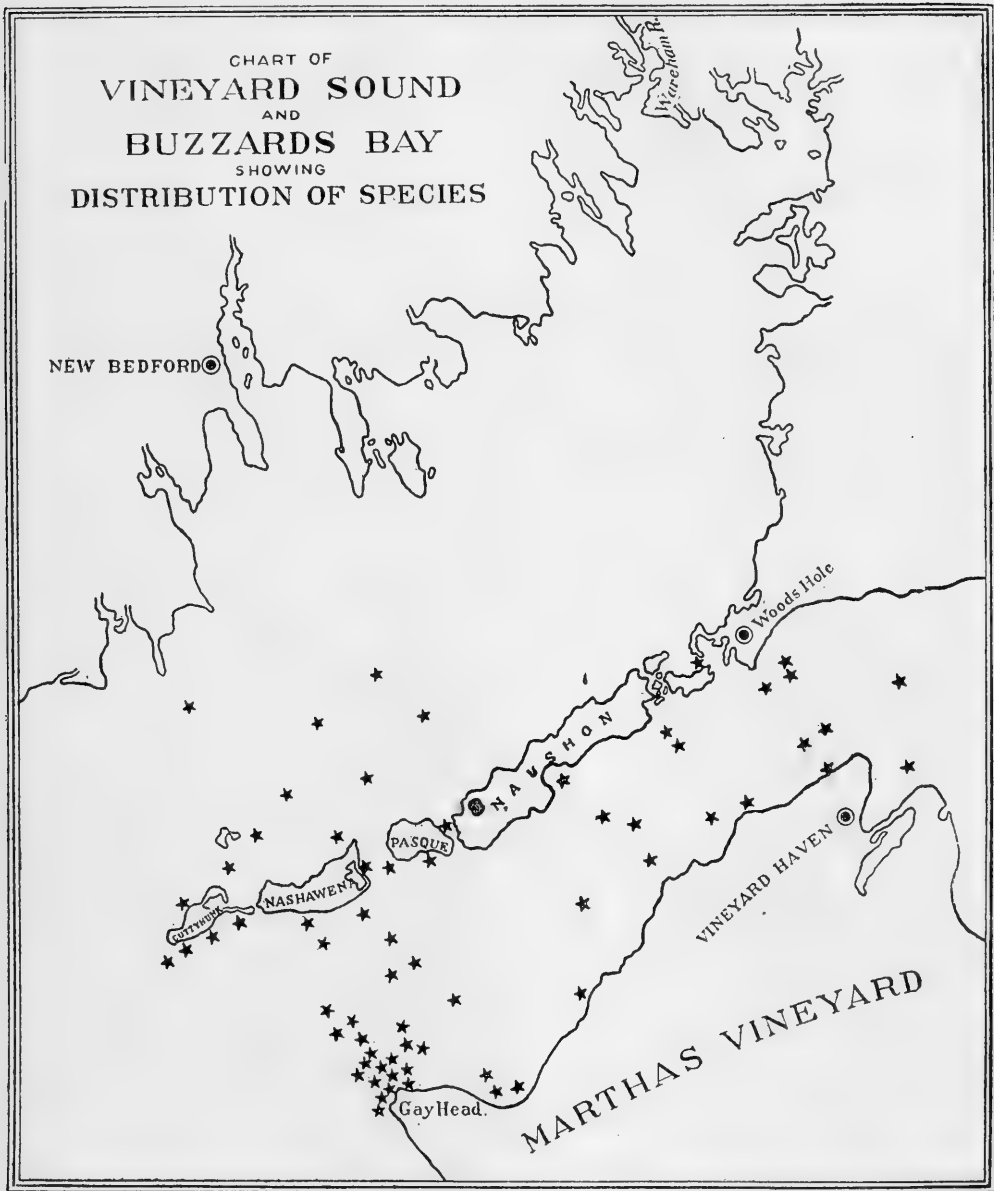 CHART OF
VINEYARD SOUND
AND
BUZZARDS BAY
SHOWING
DISTRIBUTION OF SPECIES
Wareham R.
NEW BEDFORD
Woods Hole
NAUSHON
PASQUE
VINEYARD HAVEN
NASHAWENA
CUTTYHUNK
MARTHAS VINEYARD
Gay Head.